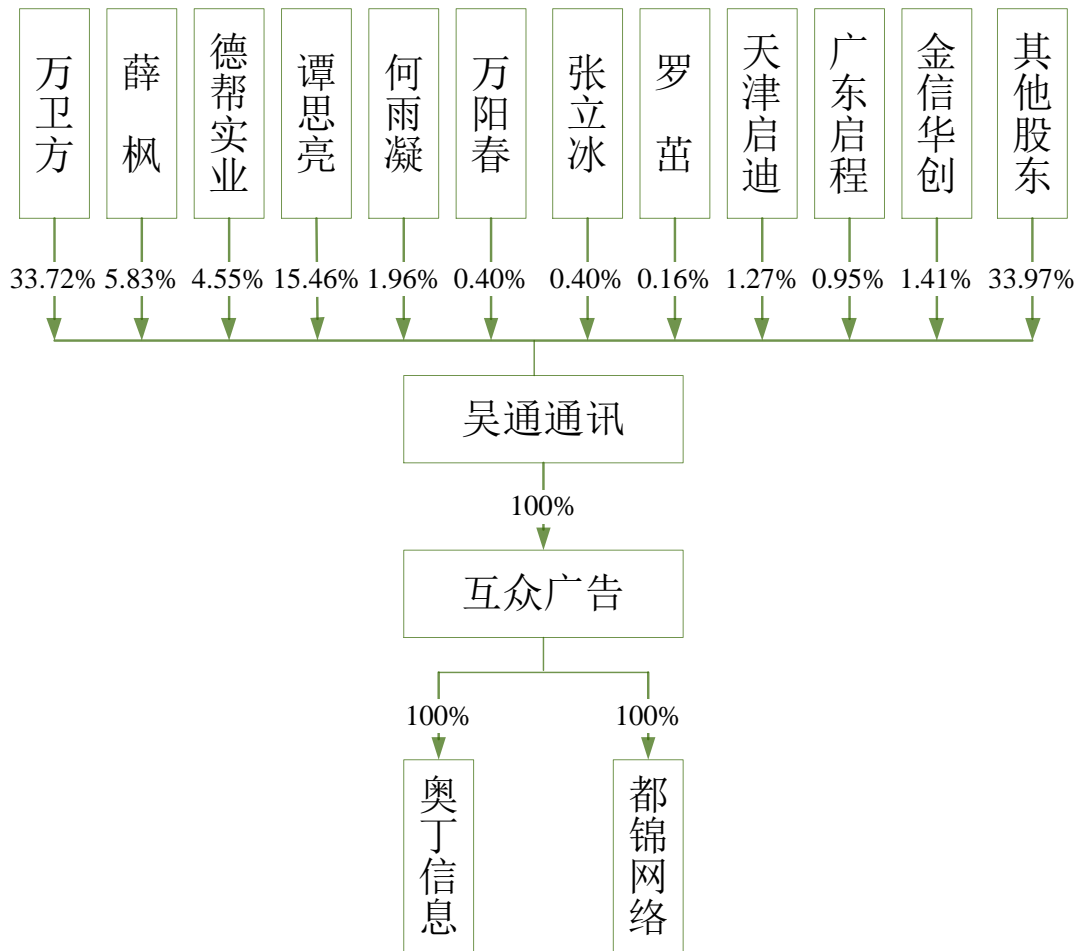 万卫方
薛枫
德帮实业
谭思亮
何雨凝
万阳春
张立冰
罗茁
天津启迪
广东启程
金信华创
其他股东
33.72%
5.83%
4.55%
15.46%
1.96%
0.40%
0.40%
0.16%
1.27%
0.95%
1.41%
33.97%
吴通通讯
100%
互众广告
100%
100%
奥丁信息
都锦网络